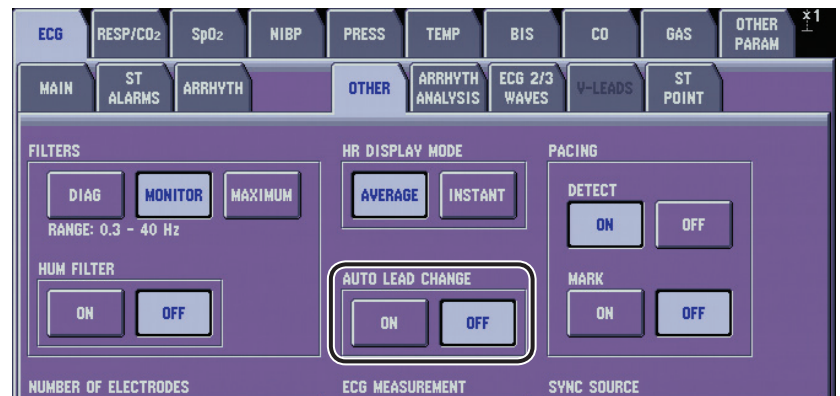 ECG RESP/CO₂ SpO₂ NIBP PRESS TEMP BIS CO GAS OTHER PARAM x1
MAIN ST ALARMS ARRHYTH OTHER ARRHYTH ANALYSIS ECG 2/3 WAVES V-LEADS ST POINT
FILTERS
DIAG MONITOR MAXIMUM
RANGE: 0.3 - 40 Hz
HUM FILTER
ON OFF
HR DISPLAY MODE
AVERAGE INSTANT
AUTO LEAD CHANGE
ON OFF
PACING
DETECT
ON OFF
MARK
ON OFF
NUMBER OF ELECTRODES ECG MEASUREMENT SYNC SOURCE